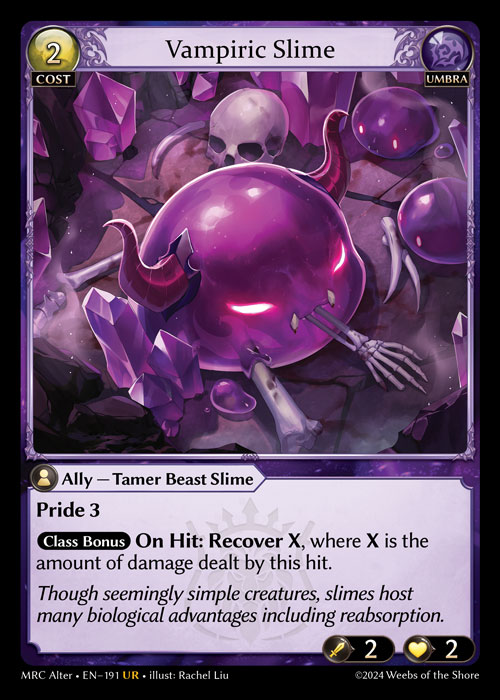 2
Vampiric Slime
COST
UMBRA
Ally — Tamer Beast Slime
Pride 3
Class Bonus On Hit: Recover X, where X is the
amount of damage dealt by this hit.
Though seemingly simple creatures, slimes host
many biological advantages including reabsorption.
2 2
MRC Alter • EN–191 UR • illust: Rachel Liu ©2024 Weebs of the Shore